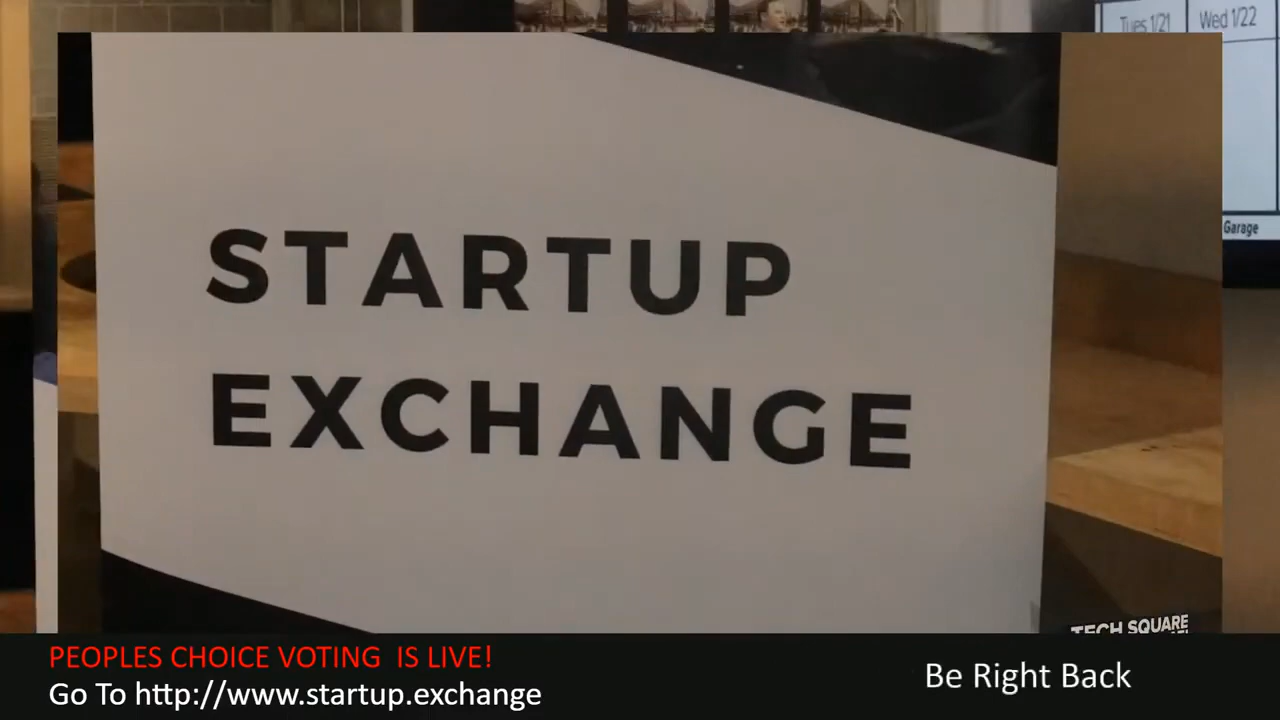 Tues 1/21
Wed 1/22
Garage
STARTUP
EXCHANGE
TECH SQUARE
PEOPLES CHOICE VOTING IS LIVE!
Go To http://www.startup.exchange
Be Right Back